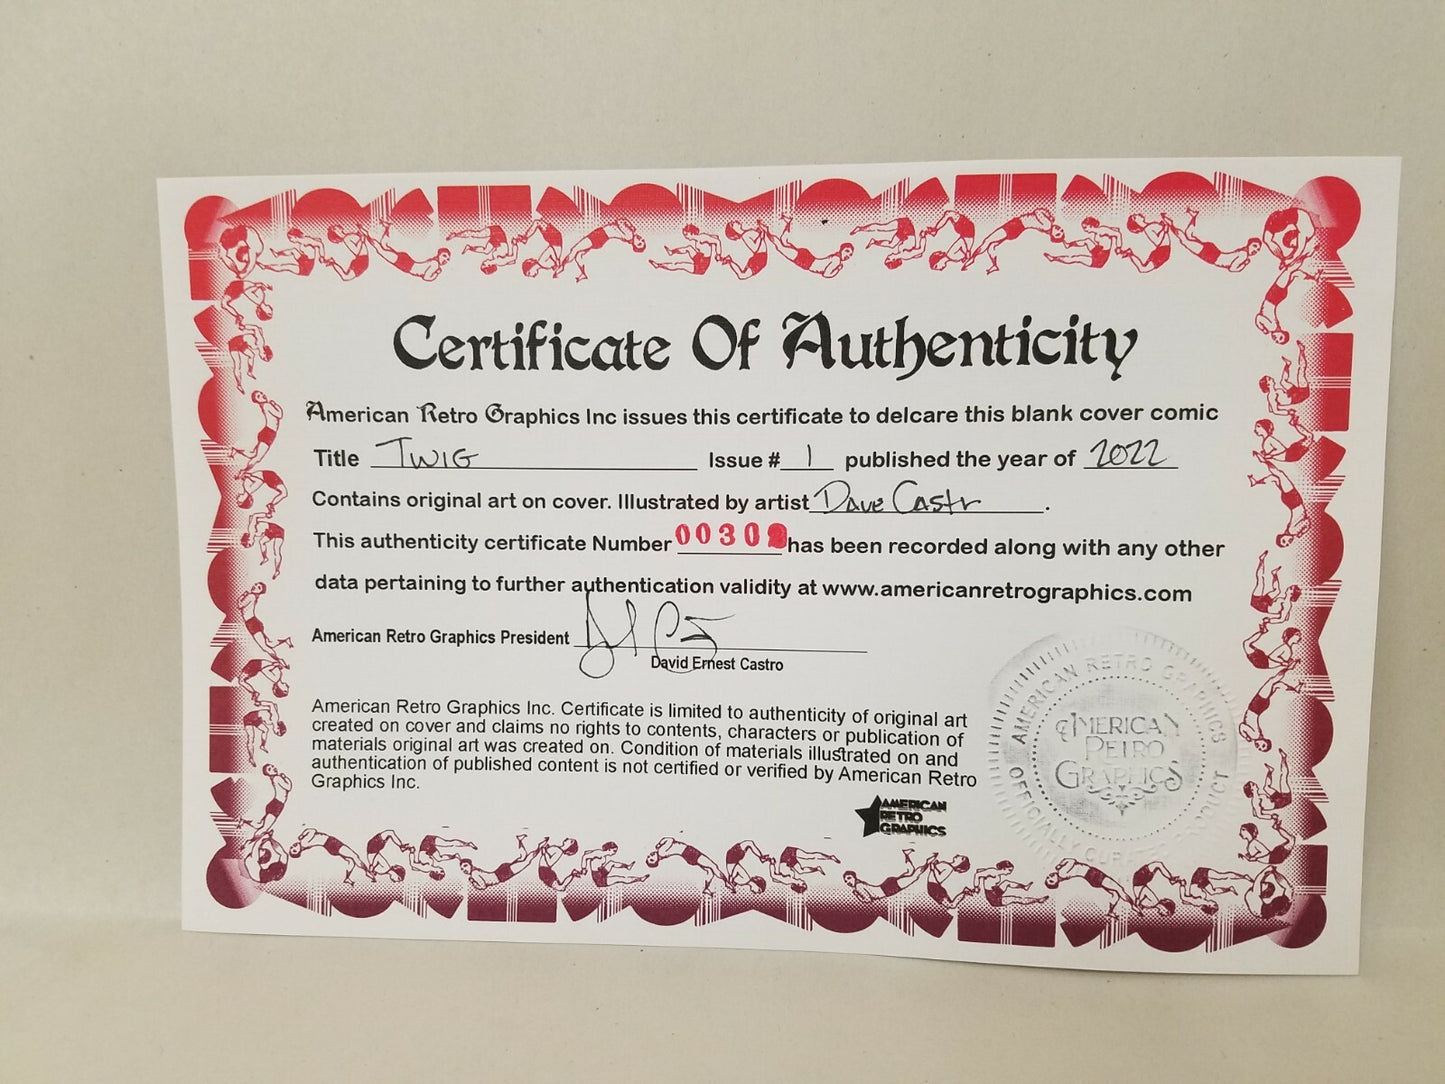 Certificate Of Authenticity
American Retro Graphics Inc issues this certificate to delcare this blank cover comic
Title TWIG Issue # 1 published the year of 2022
Contains original art on cover. Illustrated by artist Dave Castr.
This authenticity certificate Number 0030 has been recorded along with any other
data pertaining to further authentication validity at www.americanretrographics.com
American Retro Graphics President
David Ernest Castro
American Retro Graphics Inc. Certificate is limited to authenticity of original art
created on cover and claims no rights to contents, characters or publication of
materials original art was created on. Condition of materials illustrated on and
authentication of published content is not certified or verified by American Retro
Graphics Inc.
AMERICAN
RETRO
GRAPHICS
AMERICAN RETRO GRAPHICS
AMERICAN
RETRO
GRAPHICS
OFFICIALLY CURATED PRODUCT